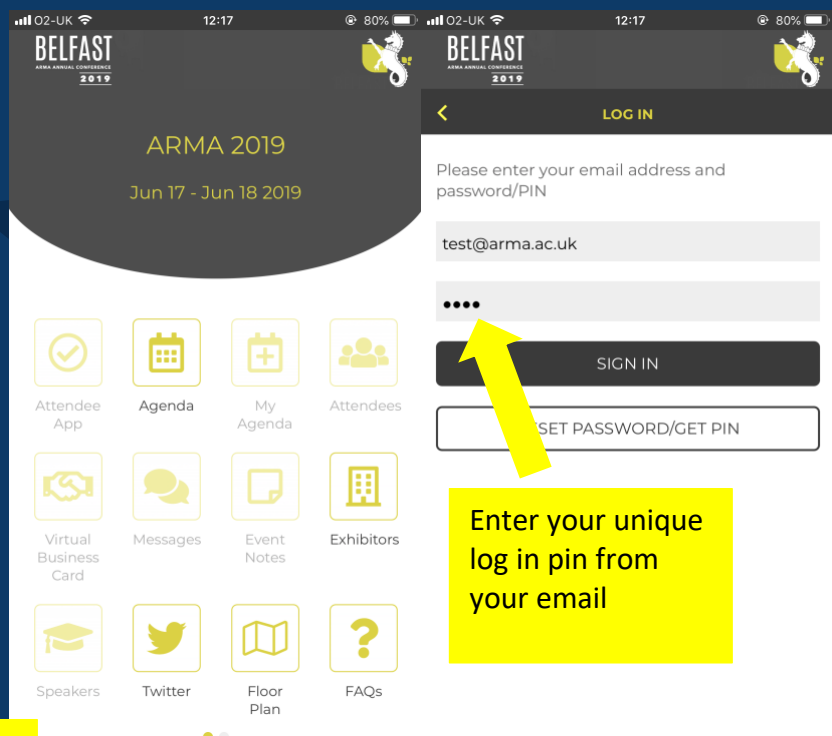 O2-UK 12:17 80%
BELFAST
ARMA ANNUAL CONFERENCE
2019
ARMA 2019
Jun 17 - Jun 18 2019
Attendee
App
Agenda
My
Agenda
Attendees
Virtual
Business
Card
Messages
Event
Notes
Exhibitors
Speakers
Twitter
Floor
Plan
FAQs
O2-UK 12:17 80%
BELFAST
ARMA ANNUAL CONFERENCE
2019
LOG IN
Please enter your email address and
password/PIN
test@arma.ac.uk
SIGN IN
SET PASSWORD/GET PIN
Enter your unique
log in pin from
your email